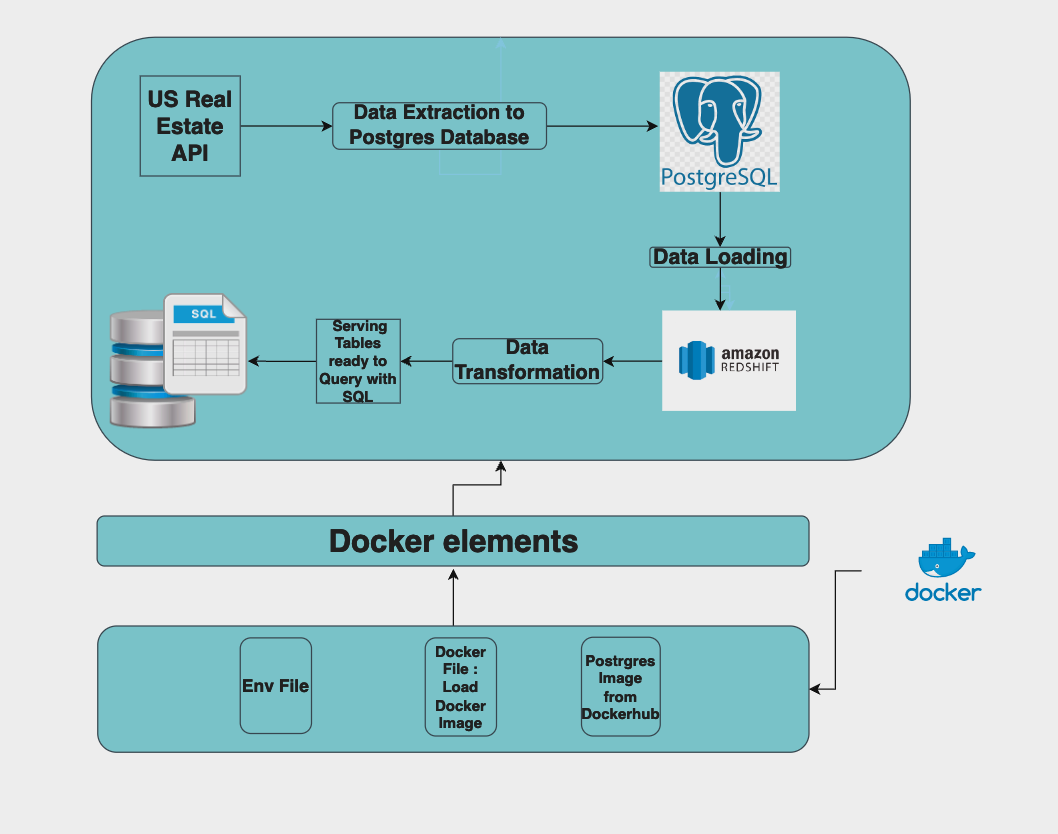 US Real
Estate
API
Data Extraction to
Postgres Database
PostgreSQL
Data Loading
amazon
REDSHIFT
Data
Transformation
Serving
Tables
ready to
Query with
SQL
SQL
Docker elements
docker
Env File
Docker
File :
Load
Docker
Image
Postrgres
Image
from
Dockerhub